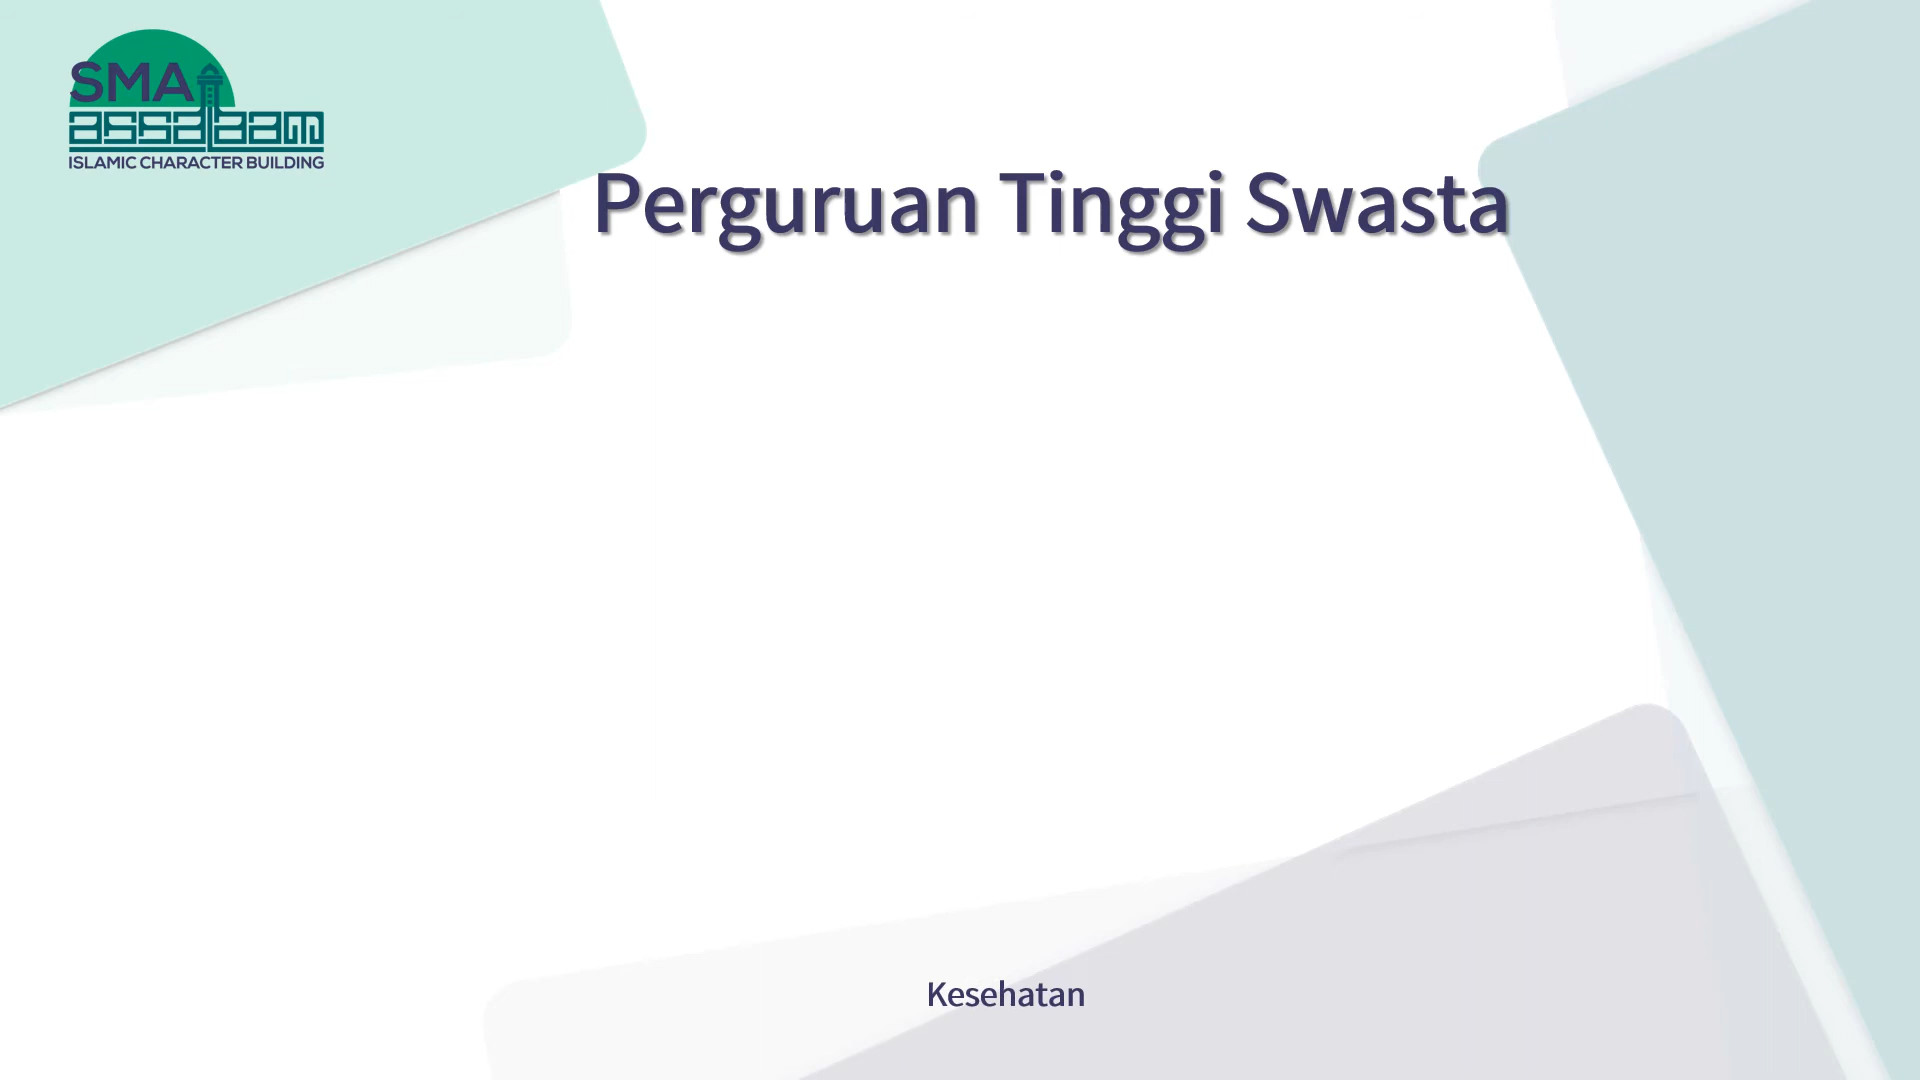 SMA
assalaam
ISLAMIC CHARACTER BUILDING
Perguruan Tinggi Swasta
Kesehatan